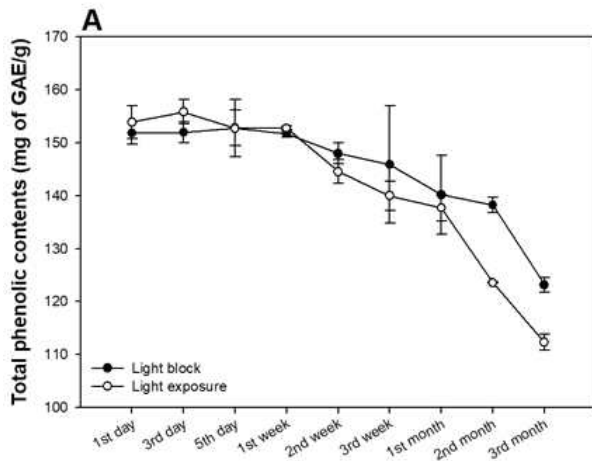 A
Total phenolic contents (mg of GAE/g)
170
160
150
140
130
120
110
100
Light block
Light exposure
1st day
3rd day
5th day
1st week
2nd week
3rd week
1st month
2nd month
3rd month